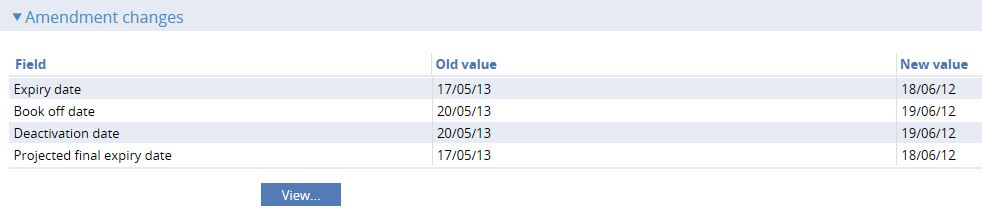 Amendment changes
Field Old value New value
Expiry date 17/05/13 18/06/12
Book off date 20/05/13 19/06/12
Deactivation date 20/05/13 19/06/12
Projected final expiry date 17/05/13 18/06/12
View...